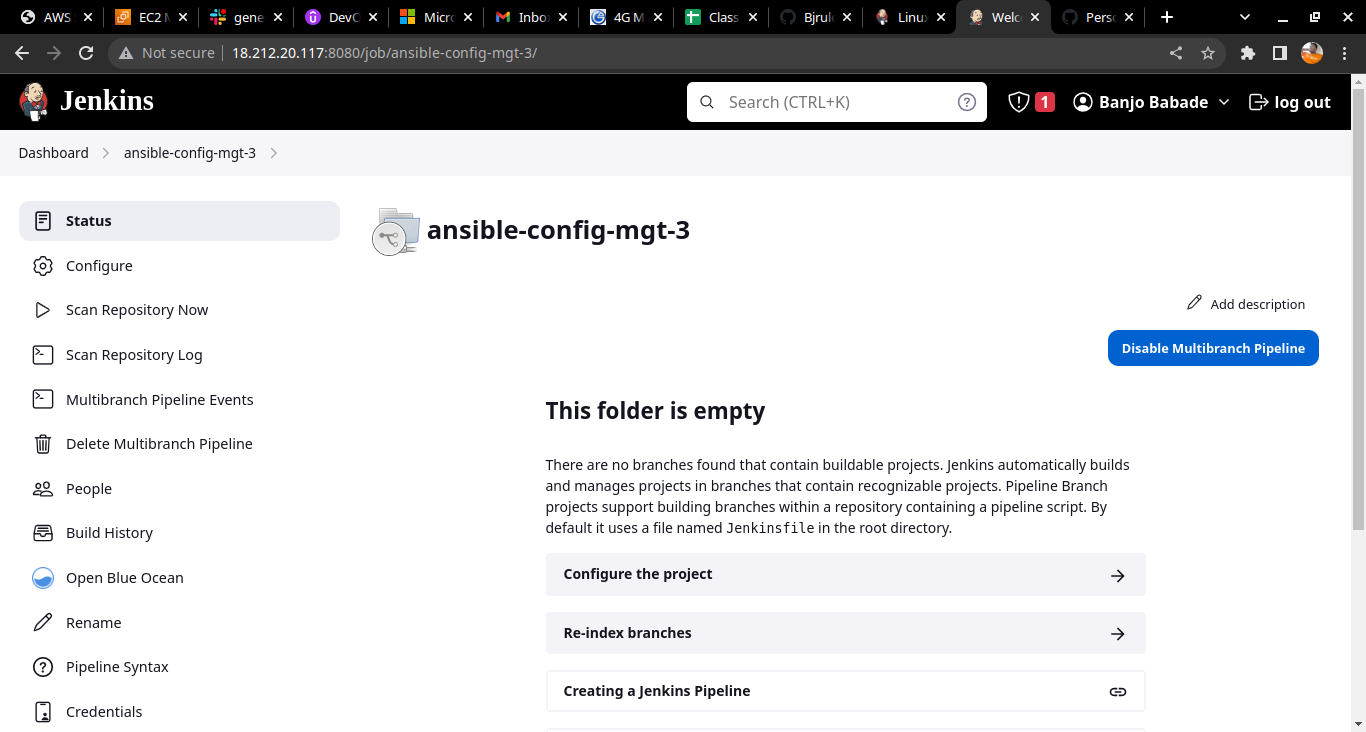 AWS
EC2 M
gene
DevO
Micro
Inbox
4G M
Class
Bjrule
Linux
Welco
Perso
Not secure
18.212.20.117:8080/job/ansible-config-mgt-3/
Jenkins
Search (CTRL+K)
1
Banjo Babade
log out
Dashboard
ansible-config-mgt-3
Status
Configure
Scan Repository Now
Scan Repository Log
Multibranch Pipeline Events
Delete Multibranch Pipeline
People
Build History
Open Blue Ocean
Rename
Pipeline Syntax
Credentials
ansible-config-mgt-3
Add description
Disable Multibranch Pipeline
This folder is empty
There are no branches found that contain buildable projects. Jenkins automatically builds
and manages projects in branches that contain recognizable projects. Pipeline Branch
projects support building branches within a repository containing a pipeline script. By
default it uses a file named Jenkinsfile in the root directory.
Configure the project
Re-index branches
Creating a Jenkins Pipeline